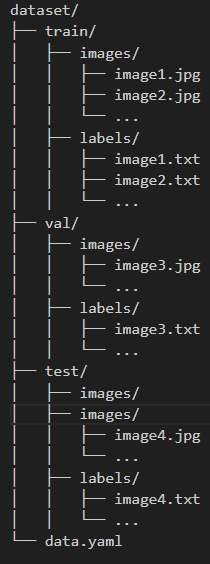 dataset/
├── train/
│   ├── images/
│   │   ├── image1.jpg
│   │   ├── image2.jpg
│   │   └── ...
│   ├── labels/
│   │   ├── image1.txt
│   │   ├── image2.txt
│   │   └── ...
├── val/
│   ├── images/
│   │   ├── image3.jpg
│   │   └── ...
│   ├── labels/
│   │   ├── image3.txt
│   │   └── ...
├── test/
│   ├── images/
│   ├── images/
│   │   ├── image4.jpg
│   │   └── ...
│   ├── labels/
│   │   ├── image4.txt
│   │   └── ...
└── data.yaml